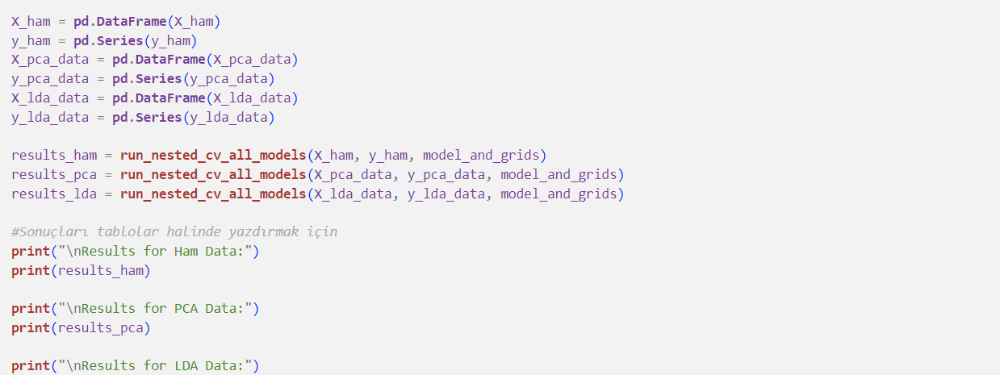 X_ham = pd.DataFrame(X_ham)
y_ham = pd.Series(y_ham)
X_pca_data = pd.DataFrame(X_pca_data)
y_pca_data = pd.Series(y_pca_data)
X_lda_data = pd.DataFrame(X_lda_data)
y_lda_data = pd.Series(y_lda_data)
results_ham = run_nested_cv_all_models(X_ham, y_ham, model_and_grids)
results_pca = run_nested_cv_all_models(X_pca_data, y_pca_data, model_and_grids)
results_lda = run_nested_cv_all_models(X_lda_data, y_lda_data, model_and_grids)
#Sonuçları tablolar halinde yazdırmak için
print("\nResults for Ham Data:")
print(results_ham)
print("\nResults for PCA Data:")
print(results_pca)
print("\nResults for LDA Data:")